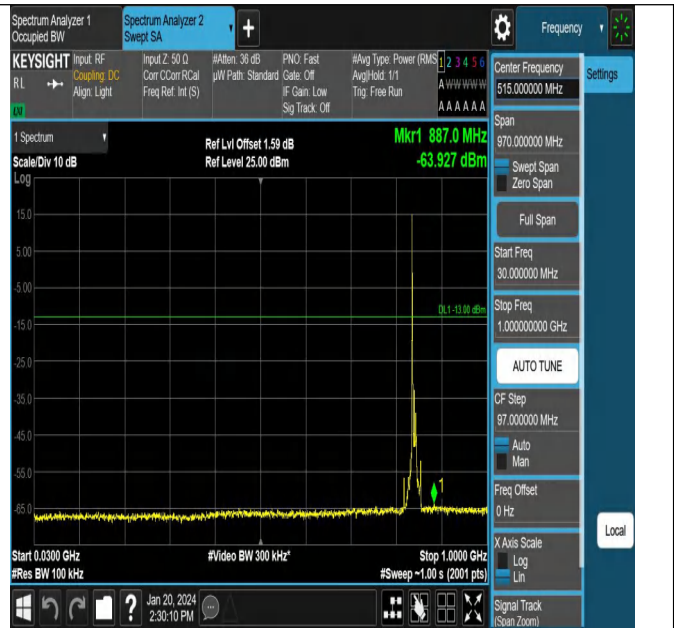 Spectrum Analyzer 1
Occupied BW
Spectrum Analyzer 2
Swept SA
Frequency
KEYSIGHT
RL
LXI
Input: RF
Coupling: DC
Align: Light
Input Z: 50 Ω
Corr CCorr RCal
Freq Ref: Int (S)
#Atten: 36 dB
µW Path: Standard
PNO: Fast
Gate: Off
IF Gain: Low
Sig Track: Off
#Avg Type: Power (RMS
Avg|Hold: 1/1
Trig: Free Run
1 2 3 4 5 6
A W W W W W
A A A A A A
1 Spectrum
Scale/Div 10 dB
Log
Ref Lvl Offset 1.59 dB
Ref Level 25.00 dBm
Mkr1 887.0 MHz
-63.927 dBm
15.0
5.00
-5.00
-15.0
-25.0
-35.0
-45.0
-55.0
-65.0
DL1 -13.00 dBm
1
Start 0.0300 GHz
#Res BW 100 kHz
#Video BW 300 kHz*
Stop 1.0000 GHz
#Sweep ~1.00 s (2001 pts)
Jan 20, 2024
2:30:10 PM
Center Frequency
515.000000 MHz
Settings
Span
970.000000 MHz
Swept Span
Zero Span
Full Span
Start Freq
30.000000 MHz
Stop Freq
1.000000000 GHz
AUTO TUNE
CF Step
97.000000 MHz
Auto
Man
Freq Offset
0 Hz
X Axis Scale
Log
Lin
Signal Track
(Span Zoom)
Local